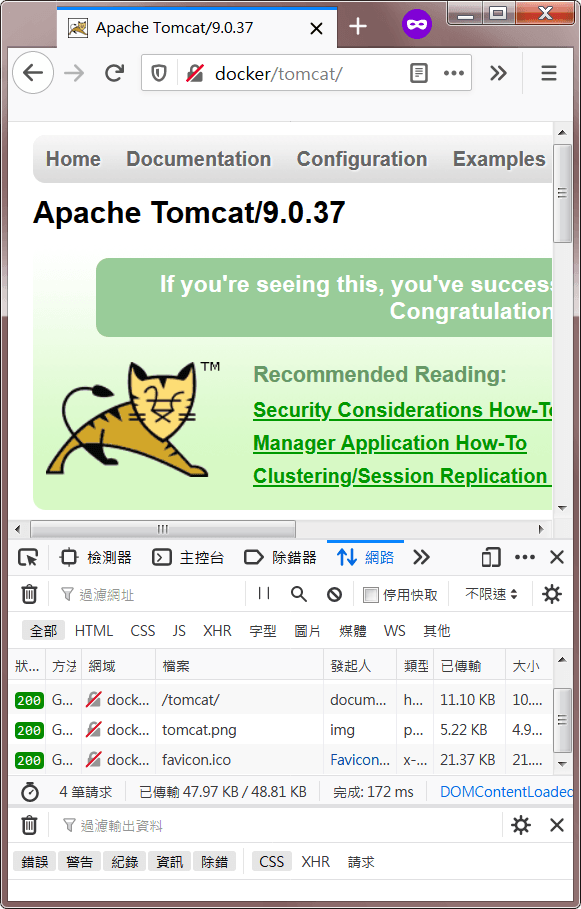 Apache Tomcat/9.0.37
docker/tomcat/
Home Documentation Configuration Examples
Apache Tomcat/9.0.37
If you're seeing this, you've success
Congratulation
TM
Recommended Reading:
Security Considerations How-To
Manager Application How-To
Clustering/Session Replication
檢測器 主控台 除錯器 網路
過濾網址 停用快取 不限速
全部 HTML CSS JS XHR 字型 圖片 媒體 WS 其他
狀... 方法 網域 檔案 發起人 類型 已傳輸 大小
200 G... dock... /tomcat/ docum... h... 11.10 KB 10....
200 G... dock... tomcat.png img p... 5.22 KB 4.9...
200 G... dock... favicon.ico Favicon... x-... 21.37 KB 21....
4 筆請求 已傳輸 47.97 KB / 48.81 KB 完成: 172 ms DOMContentLoaded
過濾輸出資料
錯誤 警告 紀錄 資訊 除錯 CSS XHR 請求